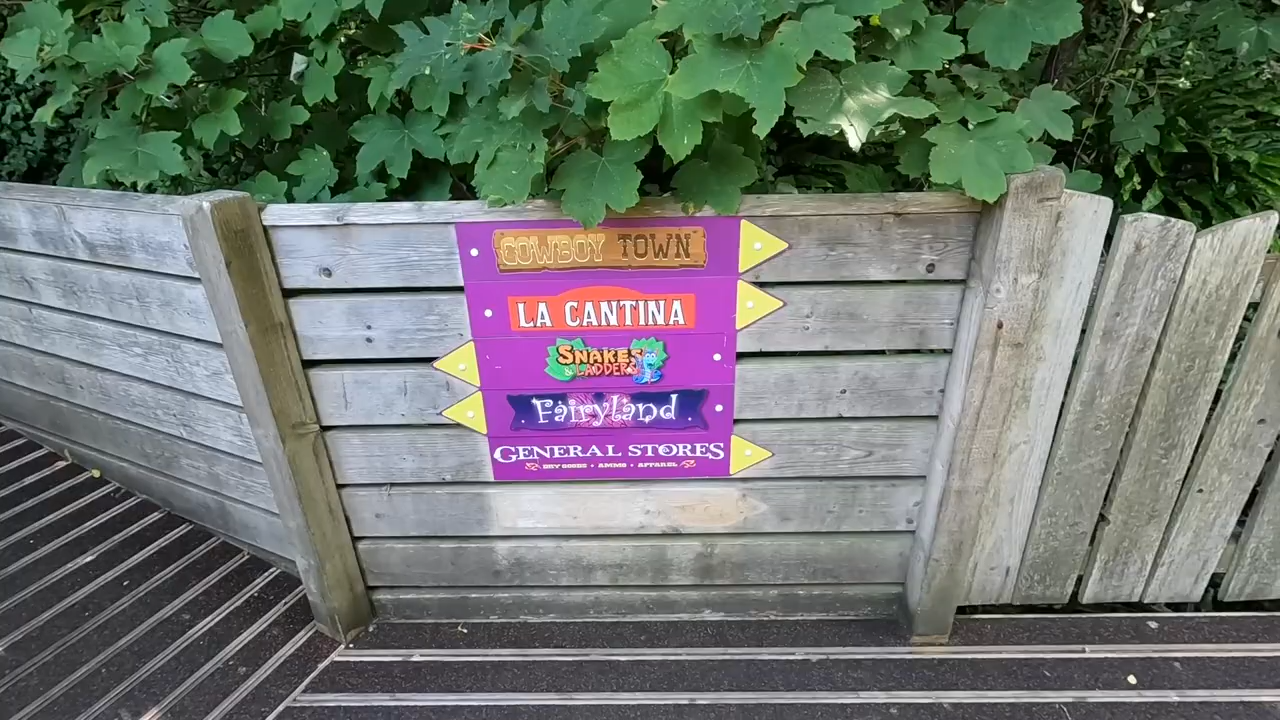 COWBOY TOWN
LA CANTINA
SNAKES
& LADDERS
Fairyland
GENERAL STORES
DRY GOODS • AMMO • APPAREL